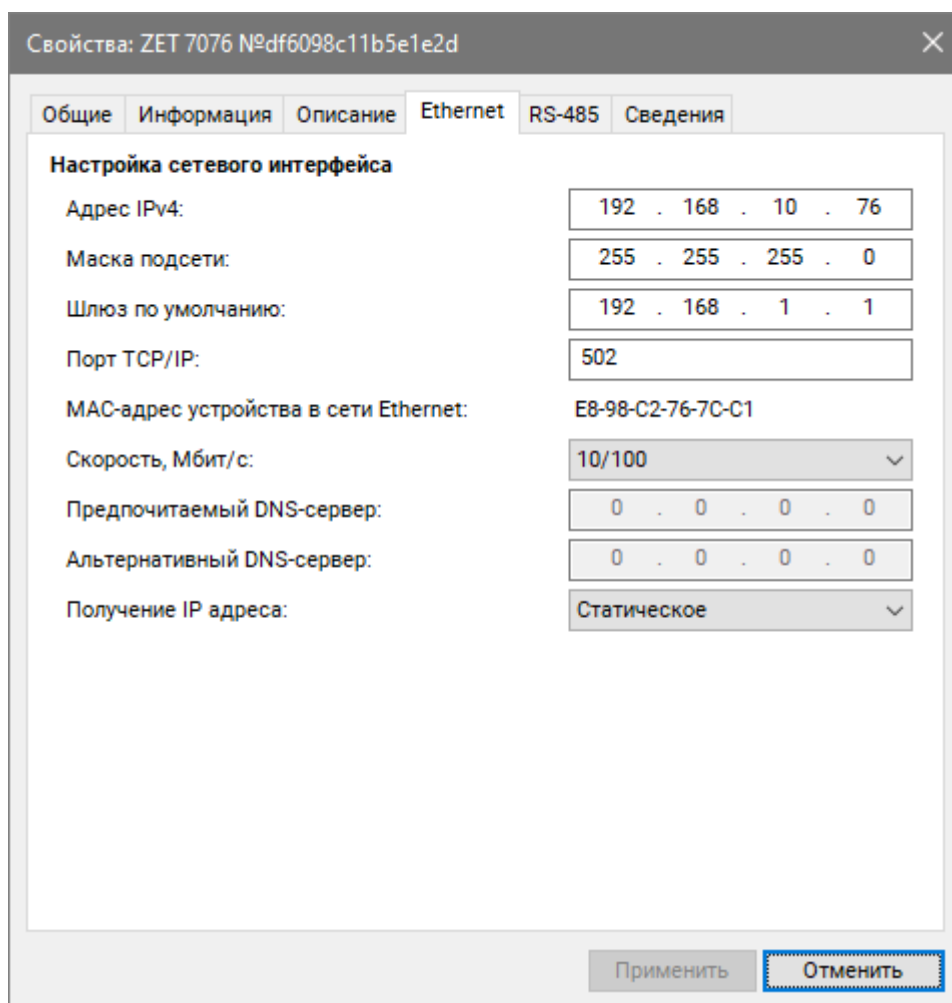 Свойства: ZET 7076 №df6098c11b5e1e2d
Общие Информация Описание Ethernet RS-485 Сведения
Настройка сетевого интерфейса
Адрес IPv4: 192 . 168 . 10 . 76
Маска подсети: 255 . 255 . 255 . 0
Шлюз по умолчанию: 192 . 168 . 1 . 1
Порт TCP/IP: 502
МАС-адрес устройства в сети Ethernet: E8-98-C2-76-7C-C1
Скорость, Мбит/с: 10/100
Предпочитаемый DNS-сервер: 0 . 0 . 0 . 0
Альтернативный DNS-сервер: 0 . 0 . 0 . 0
Получение IP адреса: Статическое
Применить Отменить